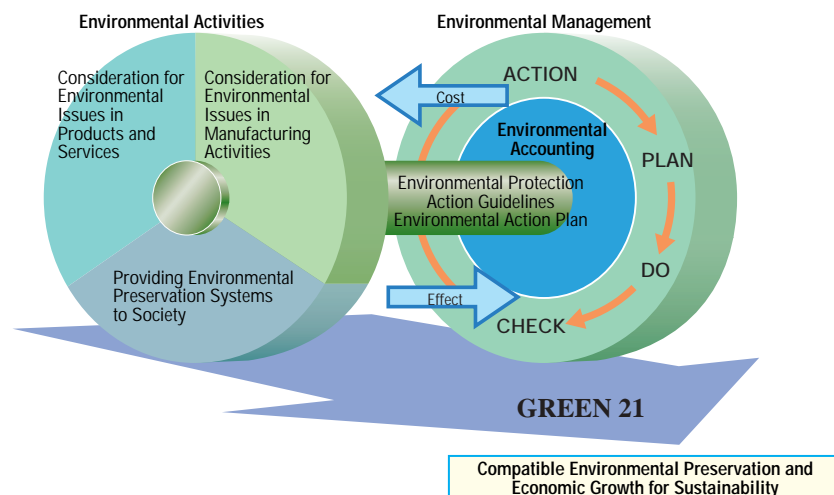 Environmental Activities
Environmental Management
Consideration for
Environmental
Issues in
Products and
Services
Consideration for
Environmental
Issues in
Manufacturing
Activities
Providing Environmental
Preservation Systems
to Society
Cost
Effect
ACTION
PLAN
DO
CHECK
Environmental
Accounting
Environmental Protection
Action Guidelines
Environmental Action Plan
GREEN 21
Compatible Environmental Preservation and
Economic Growth for Sustainability